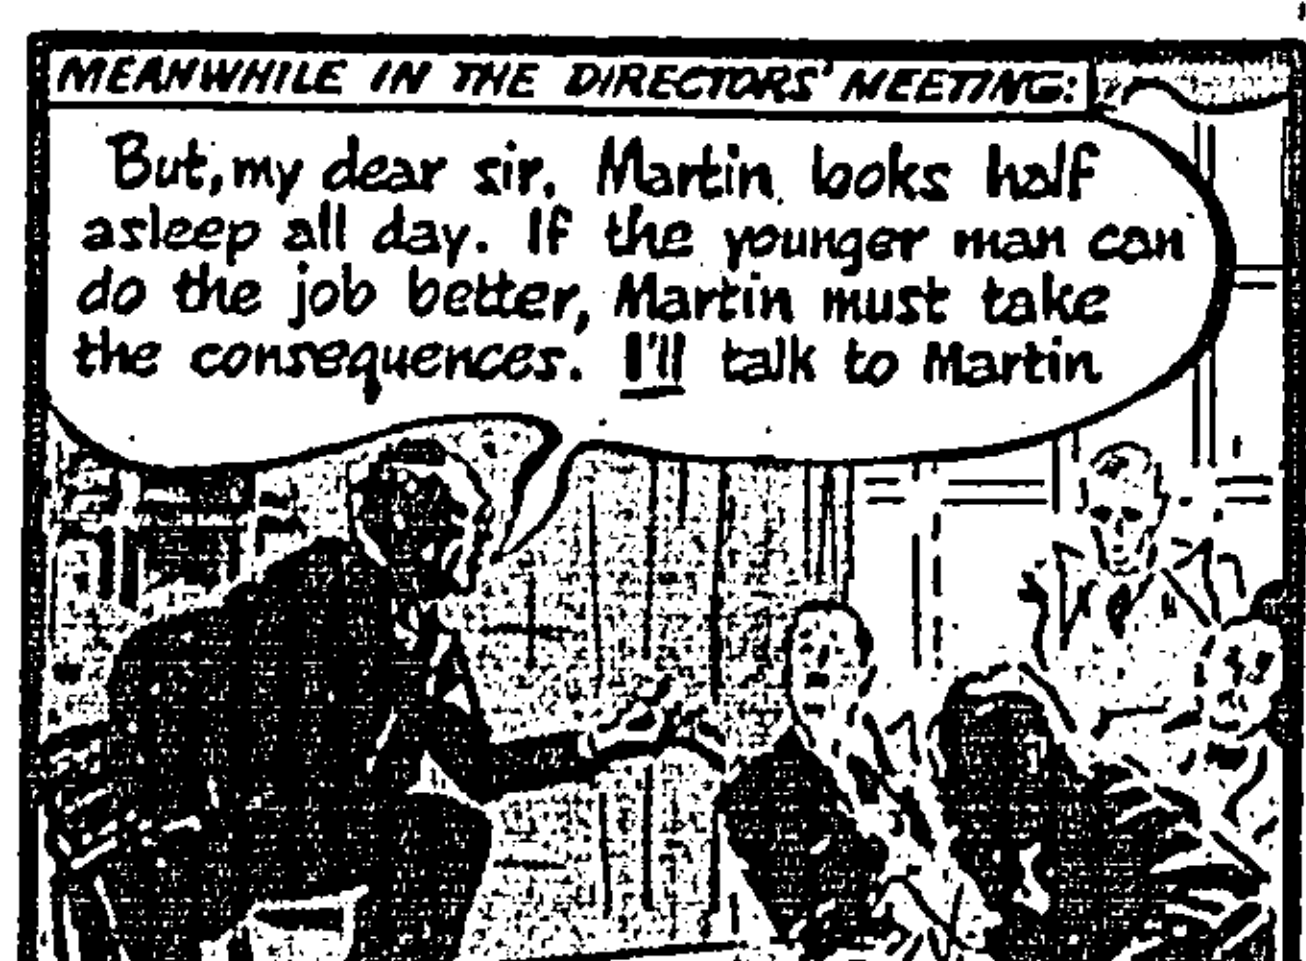 MEANWHILE IN THE DIRECTORS' MEETING:
But, my dear sir. Martin looks half
asleep all day. If the younger man can
do the job better, Martin must take
the consequences. I'll talk to Martin